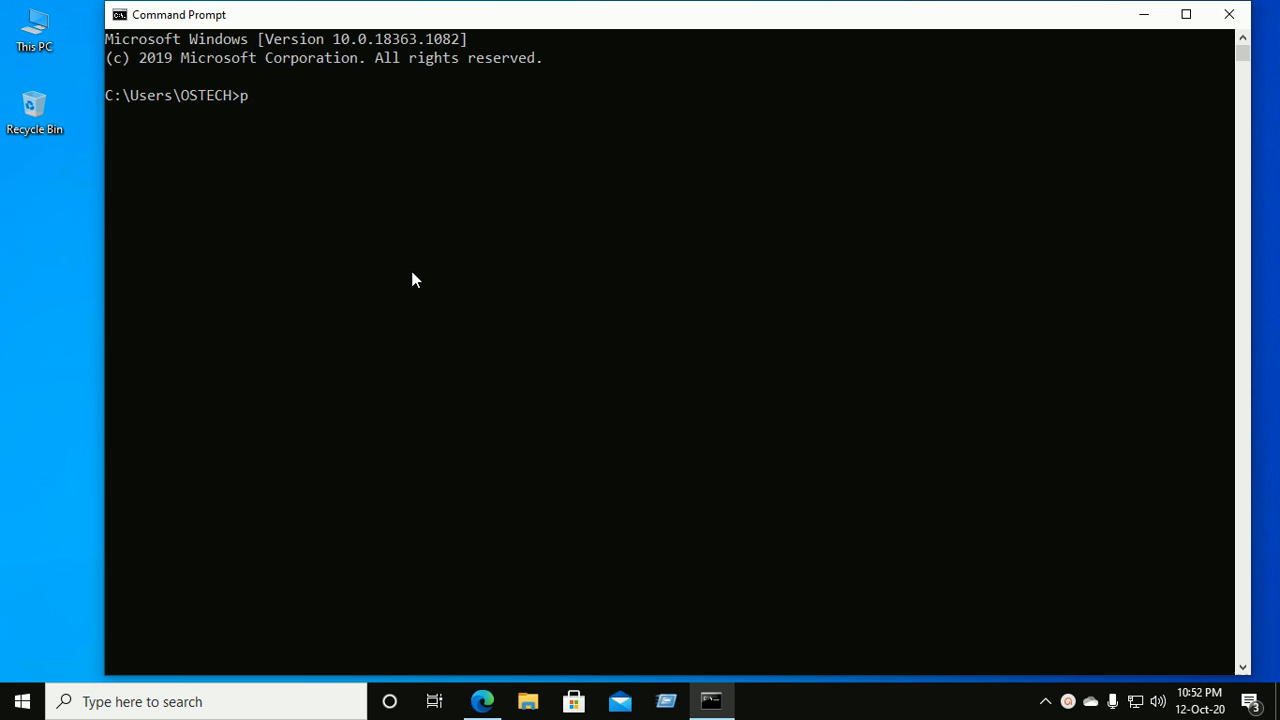 This PC
Recycle Bin
Command Prompt
Microsoft Windows [Version 10.0.18363.1082]
(c) 2019 Microsoft Corporation. All rights reserved.
C:\Users\OSTECH>p
Type here to search
10:52 PM
12-Oct-20
3